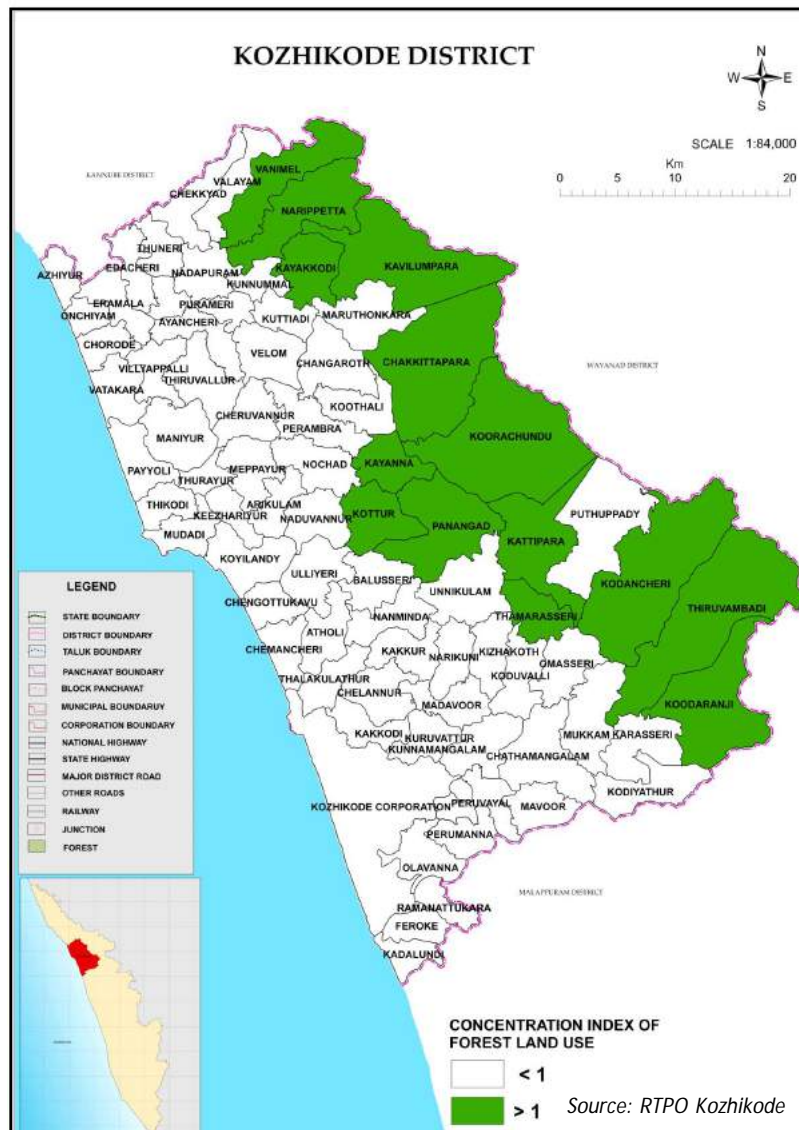 KOZHIKODE DISTRICT
N
W E
S
SCALE 1:84,000
Km
0 5 10 20
KANNURE DISTRICT
VANIMEL
VALAYAM
CHEKKYAD
NARIPPETTA
THUNERI
EDACHERI
NADAPURAM
KAYAKKODI
KAVILUMPARA
AZHIYUR
KUNNUMMAL
ERAMALA
PURAMERI
ONCHIYAM
AYANCHERI
KUTTIADI
MARUTHONKARA
CHORODE
VELOM
CHANGAROTH
CHAKKITTAPARA
WAYANAD DISTRICT
VILLYAPPALLI
THIRUVALLUR
VATAKARA
KOOTHALI
CHERUVANNUR
PERAMBRA
KOORACHUNDU
MANIYUR
PAYYOLI
MEPPAYUR
NOCHAD
KAYANNA
THURAYUR
THIKODI
ARIKULAM
KEEZHARIYUR
NADUVANNUR
KOTTUR
PANANGAD
PUTHUPPADY
MUDADI
KATTIPARA
KOYILANDY
ULLIYERI
BALUSSERI
UNNIKULAM
KODANCHERI
THIRUVAMBADI
CHENGOTTUKAVU
NANMINDA
THAMARASSERI
ATHOLI
CHEMANCHERI
KAKKUR
NARIKUNI
KIZHAKOTH
OMASSERI
THALAKULATHUR
KODUVALLI
CHELANNUR
MADAVOOR
KOODARANJI
KAKKODI
KURUVATTUR
KUNNAMANGALAM
MUKKAM
KARASSERI
CHATHAMANGALAM
KODIYATHUR
KOZHIKODE CORPORATION
PERUVAYAL
MAVOOR
PERUMANNA
OLAVANNA
MALAPPURAM DISTRICT
RAMANATTUKARA
FEROKE
KADALUNDI
LEGEND
STATE BOUNDARY
DISTRICT BOUNDARY
TALUK BOUNDARY
PANCHAYAT BOUNDARY
BLOCK PANCHAYAT
MUNICIPAL BOUNDARUY
CORPORATION BOUNDARY
NATIONAL HIGHWAY
STATE HIGHWAY
MAJOR DISTRICT ROAD
OTHER ROADS
RAILWAY
JUNCTION
FOREST
CONCENTRATION INDEX OF
FOREST LAND USE
< 1
> 1
Source: RTPO Kozhikode